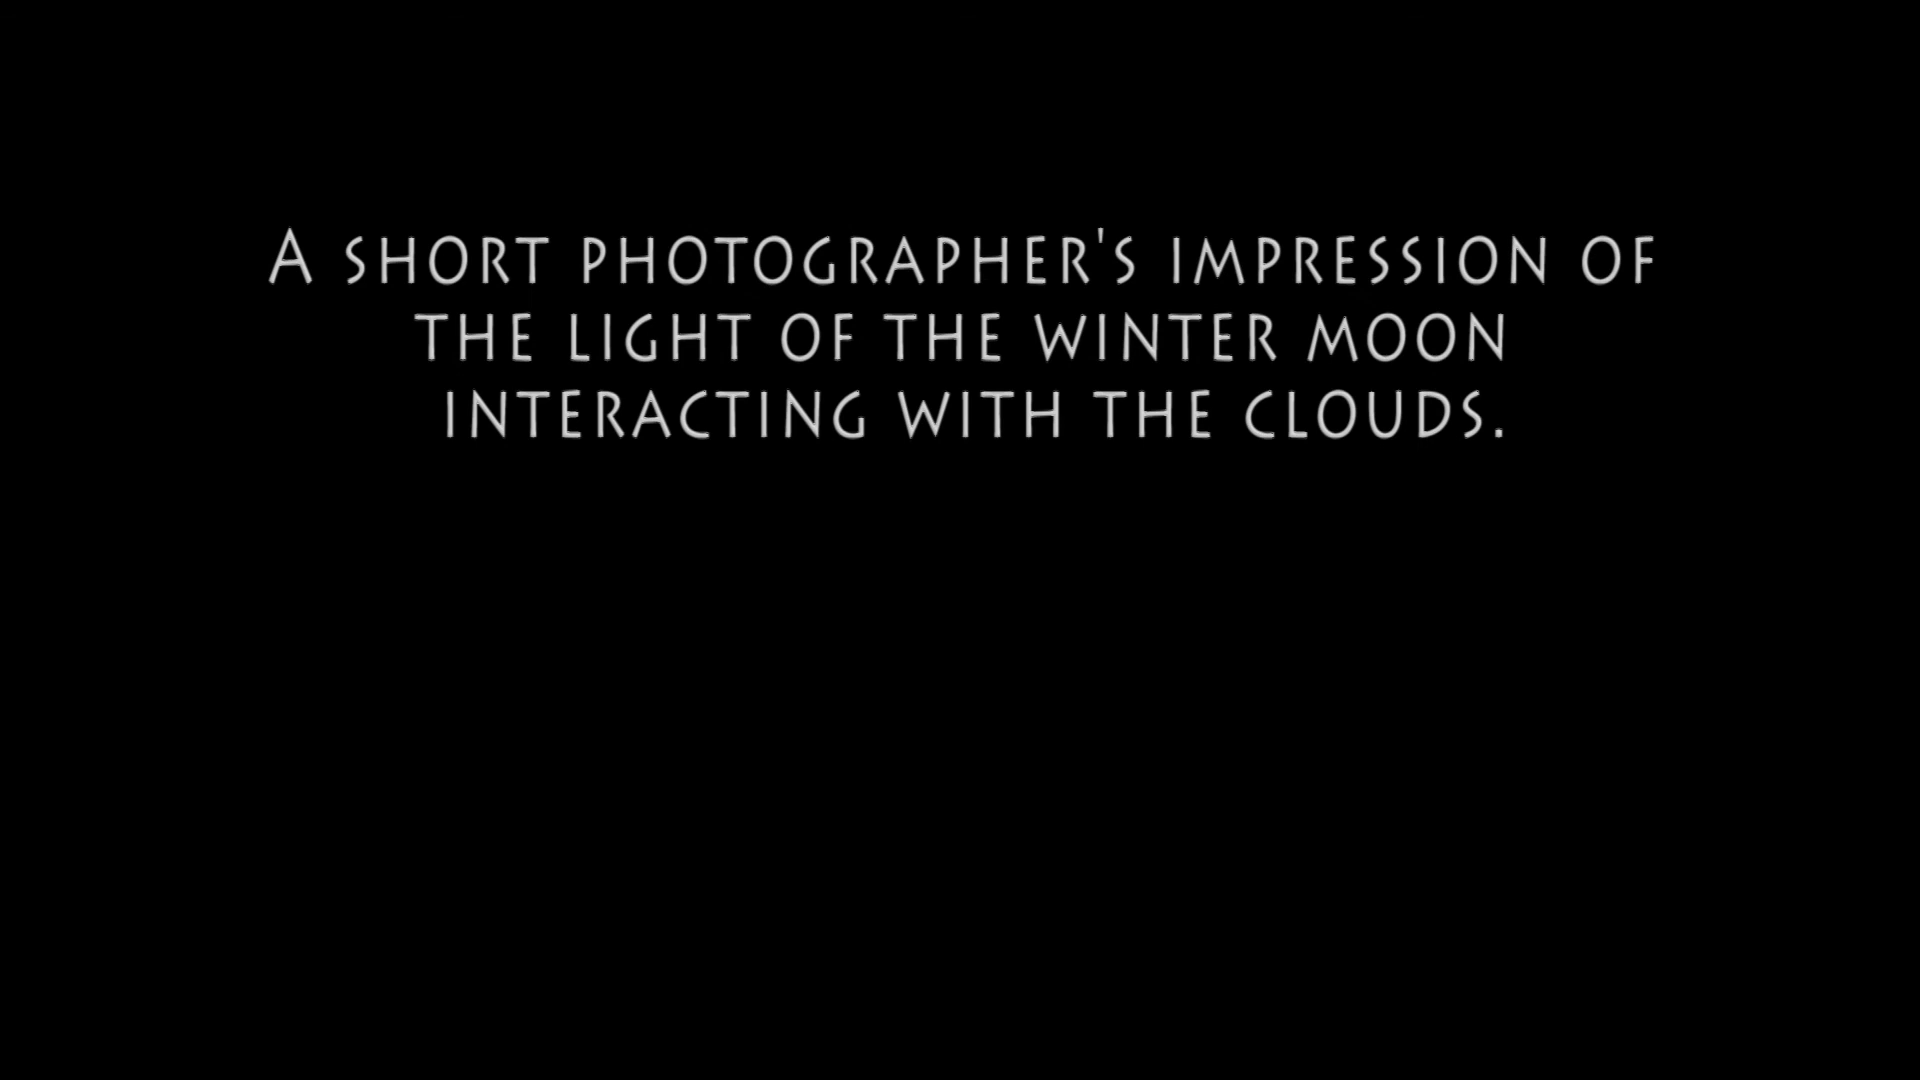 A SHORT PHOTOGRAPHER'S IMPRESSION OF
THE LIGHT OF THE WINTER MOON
INTERACTING WITH THE CLOUDS.